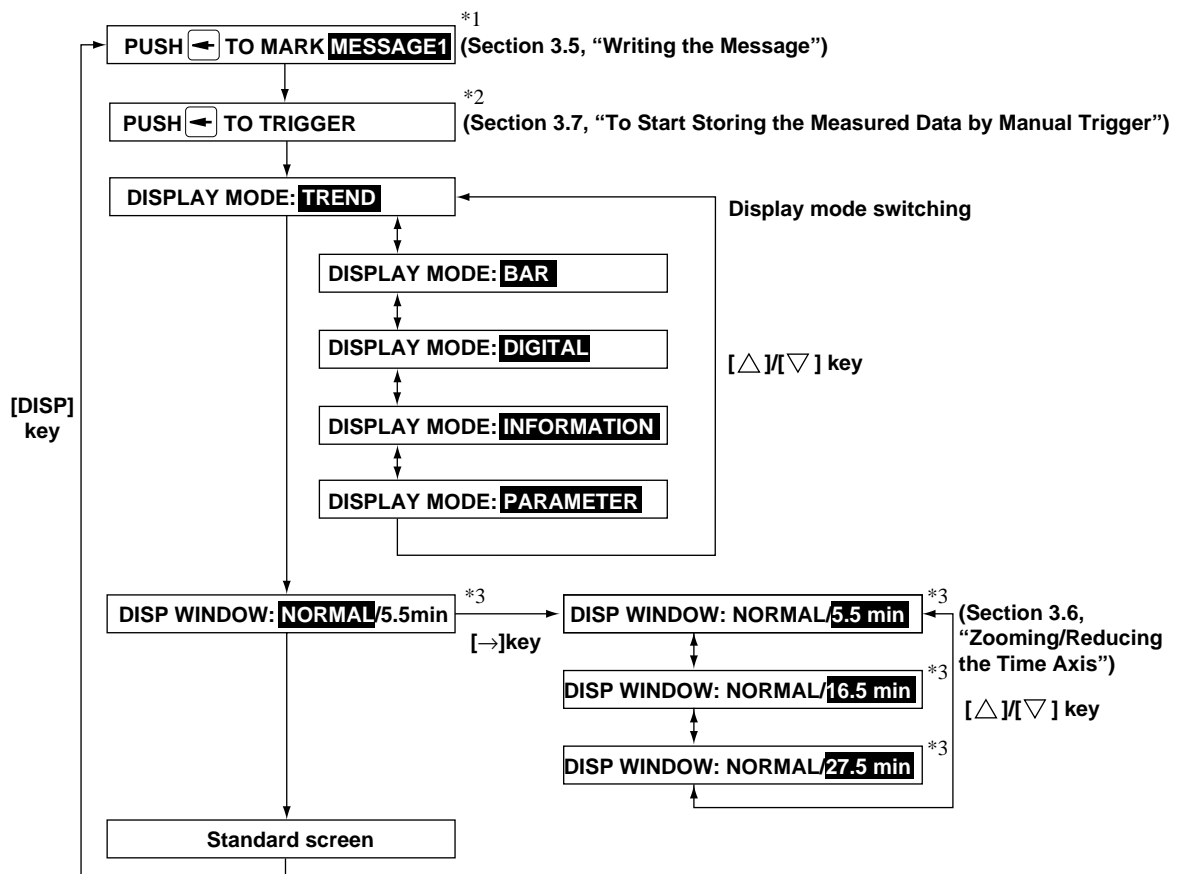 *1
PUSH ← TO MARK MESSAGE1 (Section 3.5, “Writing the Message”)
*2
PUSH ← TO TRIGGER (Section 3.7, “To Start Storing the Measured Data by Manual Trigger”)
DISPLAY MODE: TREND
Display mode switching
DISPLAY MODE: BAR
DISPLAY MODE: DIGITAL
[△]/[▽] key
DISPLAY MODE: INFORMATION
DISPLAY MODE: PARAMETER
[DISP]
key
DISP WINDOW: NORMAL/5.5min *3
[→]key
DISP WINDOW: NORMAL/5.5 min *3
(Section 3.6,
“Zooming/Reducing
the Time Axis”)
DISP WINDOW: NORMAL/16.5 min *3
[△]/[▽] key
DISP WINDOW: NORMAL/27.5 min *3
Standard screen